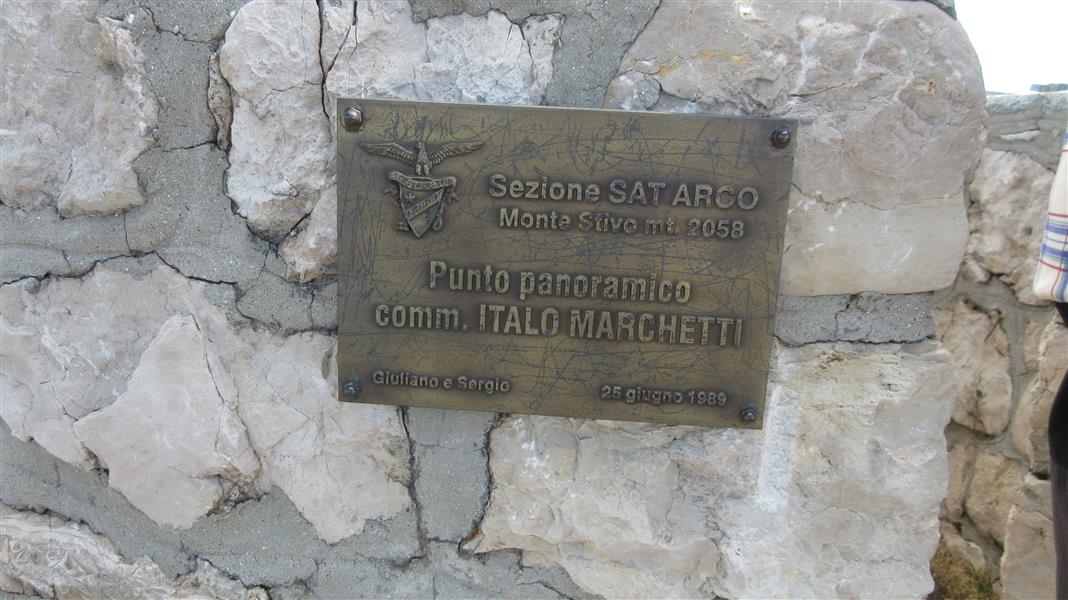 Sezione SAT ARCO
Monte Stivo mt. 2058
Punto panoramico
comm. ITALO MARCHETTI
Giuliano e Sergio
25 giugno 1989